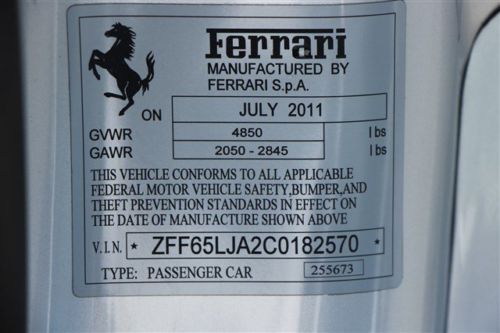 Ferrari
MANUFACTURED BY
FERRARI S.p.A.
ON JULY 2011
GVWR 4850 lbs
GAWR 2050 - 2845 lbs
THIS VEHICLE CONFORMS TO ALL APPLICABLE
FEDERAL MOTOR VEHICLE SAFETY,BUMPER,AND
THEFT PREVENTION STANDARDS IN EFFECT ON
THE DATE OF MANUFACTURE SHOWN ABOVE
V.I.N. * ZFF65LJA2C0182570 *
TYPE: PASSENGER CAR 255673